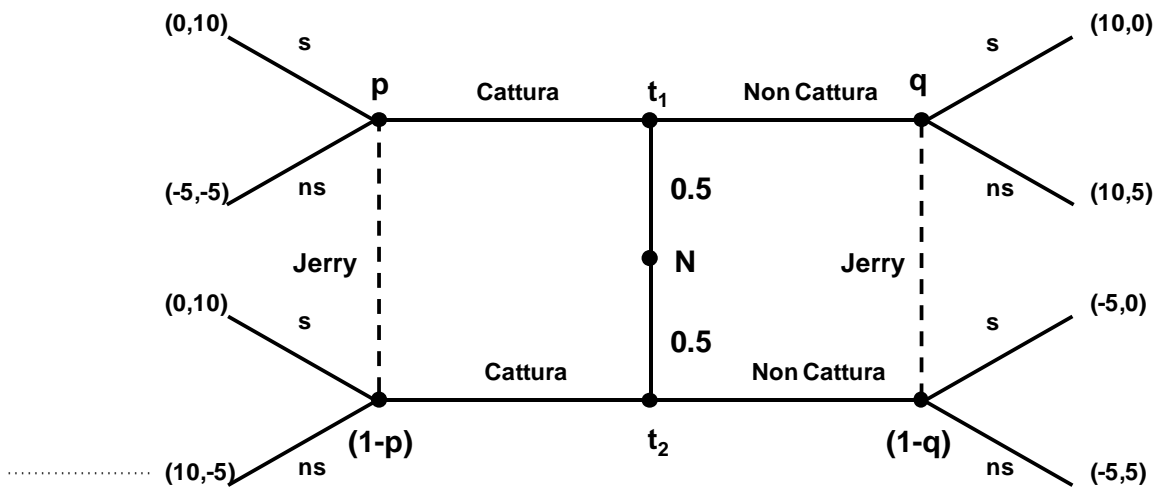 (0,10)
s
(10,0)
s
p
Cattura
t1
Non Cattura
q
(-5,-5)
ns
0.5
ns
(10,5)
Jerry
N
Jerry
(0,10)
s
(-5,0)
s
0.5
Cattura
Non Cattura
(1-p)
t2
(1-q)
(10,-5)
ns
ns
(-5,5)